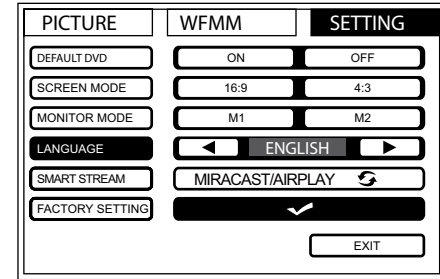 PICTURE WFMM SETTING
DEFAULT DVD ON OFF
SCREEN MODE 16:9 4:3
MONITOR MODE M1 M2
LANGUAGE ENGLISH
SMART STREAM MIRACAST/AIRPLAY
FACTORY SETTING
EXIT